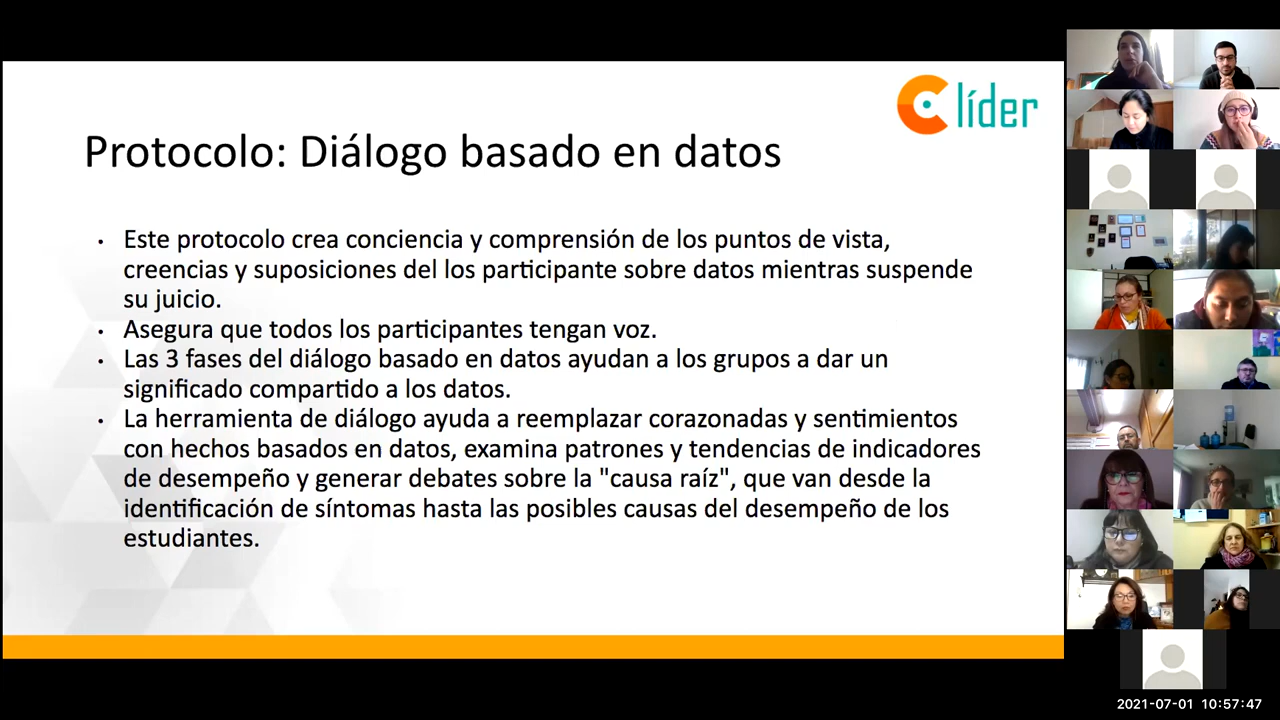 líder
Protocolo: Diálogo basado en datos
• Este protocolo crea conciencia y comprensión de los puntos de vista,
creencias y suposiciones del los participante sobre datos mientras suspende
su juicio.
• Asegura que todos los participantes tengan voz.
• Las 3 fases del diálogo basado en datos ayudan a los grupos a dar un
significado compartido a los datos.
• La herramienta de diálogo ayuda a reemplazar corazonadas y sentimientos
con hechos basados en datos, examina patrones y tendencias de indicadores
de desempeño y generar debates sobre la "causa raíz", que van desde la
identificación de síntomas hasta las posibles causas del desempeño de los
estudiantes.
2021-07-01 10:57:47